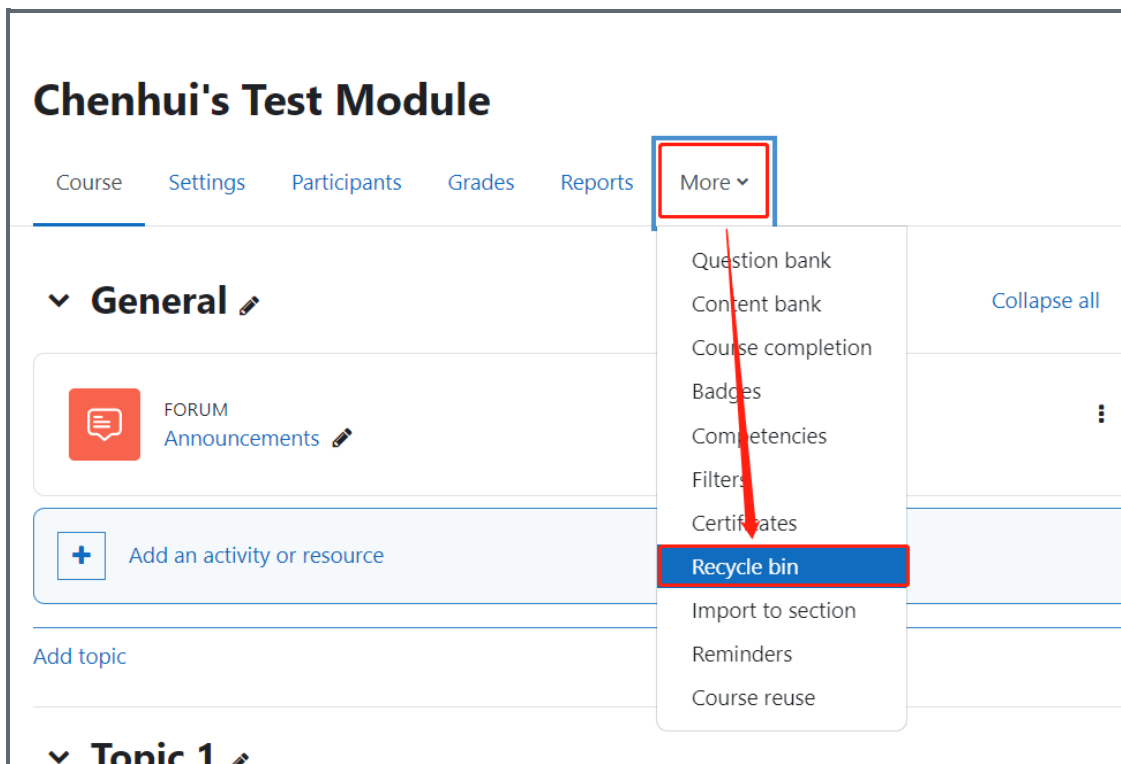 Chenhui's Test Module
Course Settings Participants Grades Reports More
Question bank
General Collapse all
Content bank
Course completion
Badges
FORUM
Announcements
Competencies
Filters
Certificates
Add an activity or resource
Recycle bin
Import to section
Add topic
Reminders
Course reuse
Topic 1